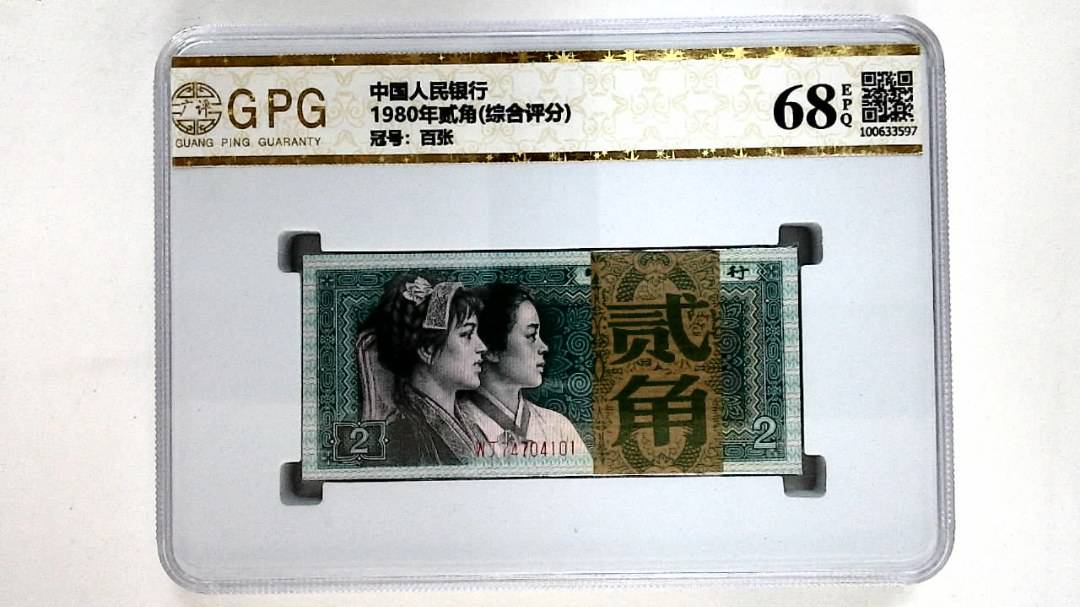 广评
GPG
GUANG PING GUARANTY
中国人民银行
1980年贰角(综合评分)
冠号：百张
68
EPQ
100633597
行
贰角
2
WJ74704101
2